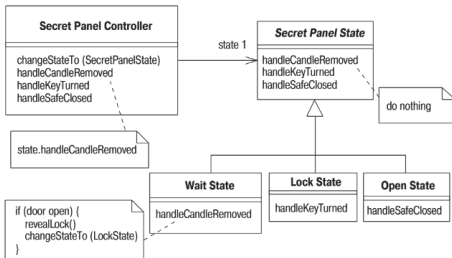 Secret Panel Controller
changeStateTo (SecretPanelState)
handleCandleRemoved
handleKeyTurned
handleSafeClosed
state.handleCandleRemoved
state 1
Secret Panel State
handleCandleRemoved
handleKeyTurned
handleSafeClosed
do nothing
Wait State
handleCandleRemoved
Lock State
handleKeyTurned
Open State
handleSafeClosed
if (door open) {
revealLock()
changeStateTo (LockState)
}